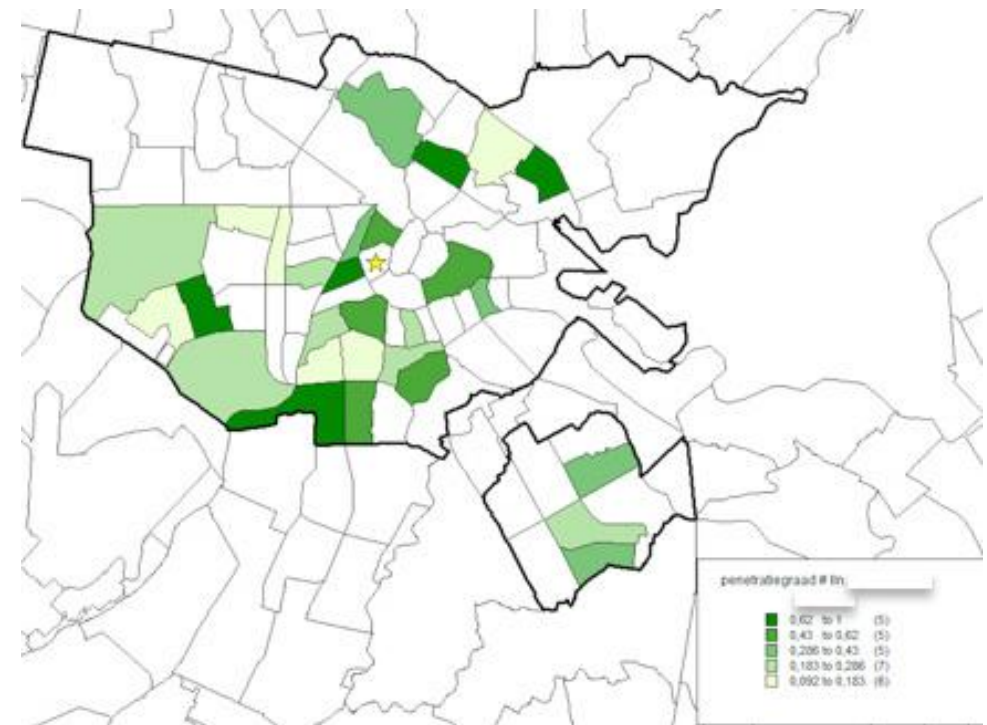 penetratiegraad # lln
0,62 to 1 (5)
0,43 to 0,62 (5)
0,286 to 0,43 (5)
0,183 to 0,286 (7)
0,092 to 0,183 (6)